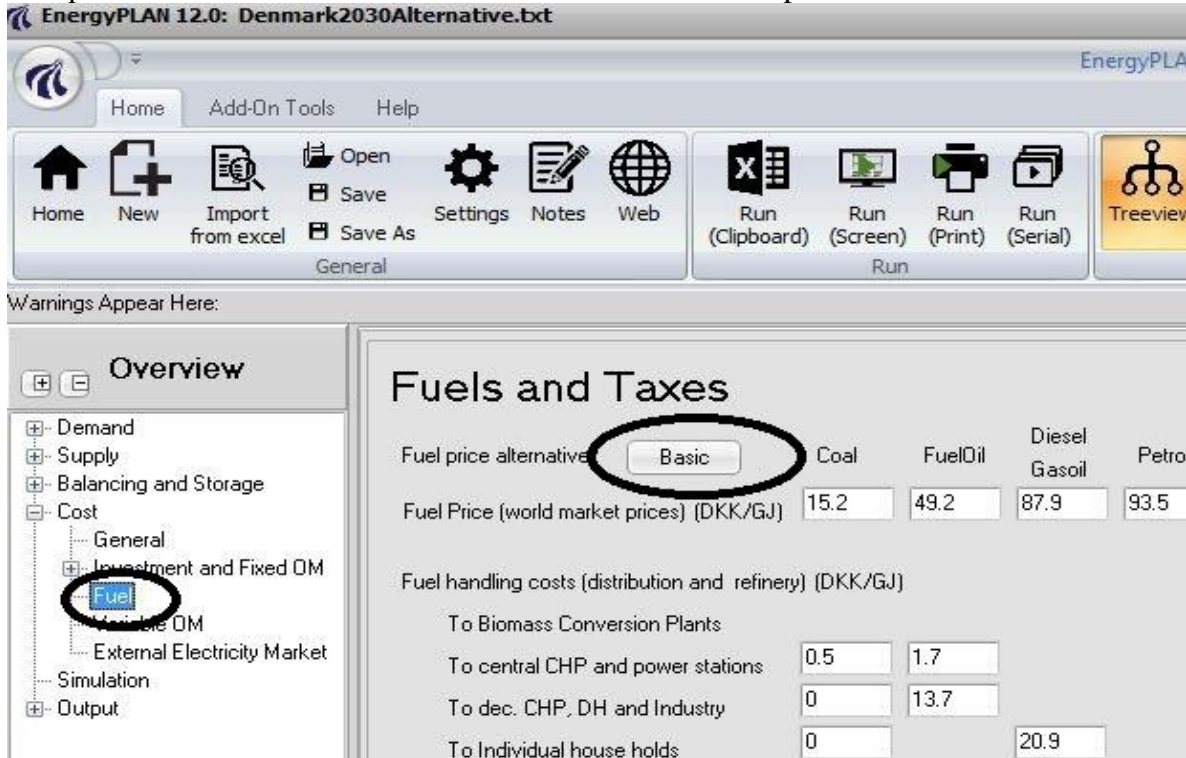 EnergyPLAN 12.0: Denmark2030Alternative.txt
EnergyPLA
Home Add-On Tools Help
Home
New
Import
from excel
Open
Save
Save As
Settings
Notes
Web
Run
(Clipboard)
Run
(Screen)
Run
(Print)
Run
(Serial)
Treeview
General
Run
Warnings Appear Here:
Overview
Demand
Supply
Balancing and Storage
Cost
General
Investment and Fixed OM
Fuel
Variable OM
External Electricity Market
Simulation
Output
Fuels and Taxes
Fuel price alternative Basic Coal FuelOil Diesel Gasoil Petro
Fuel Price (world market prices) (DKK/GJ) 15.2 49.2 87.9 93.5
Fuel handling costs (distribution and refinery) (DKK/GJ)
To Biomass Conversion Plants
To central CHP and power stations 0.5 1.7
To dec. CHP, DH and Industry 0 13.7
To Individual house holds 0 20.9